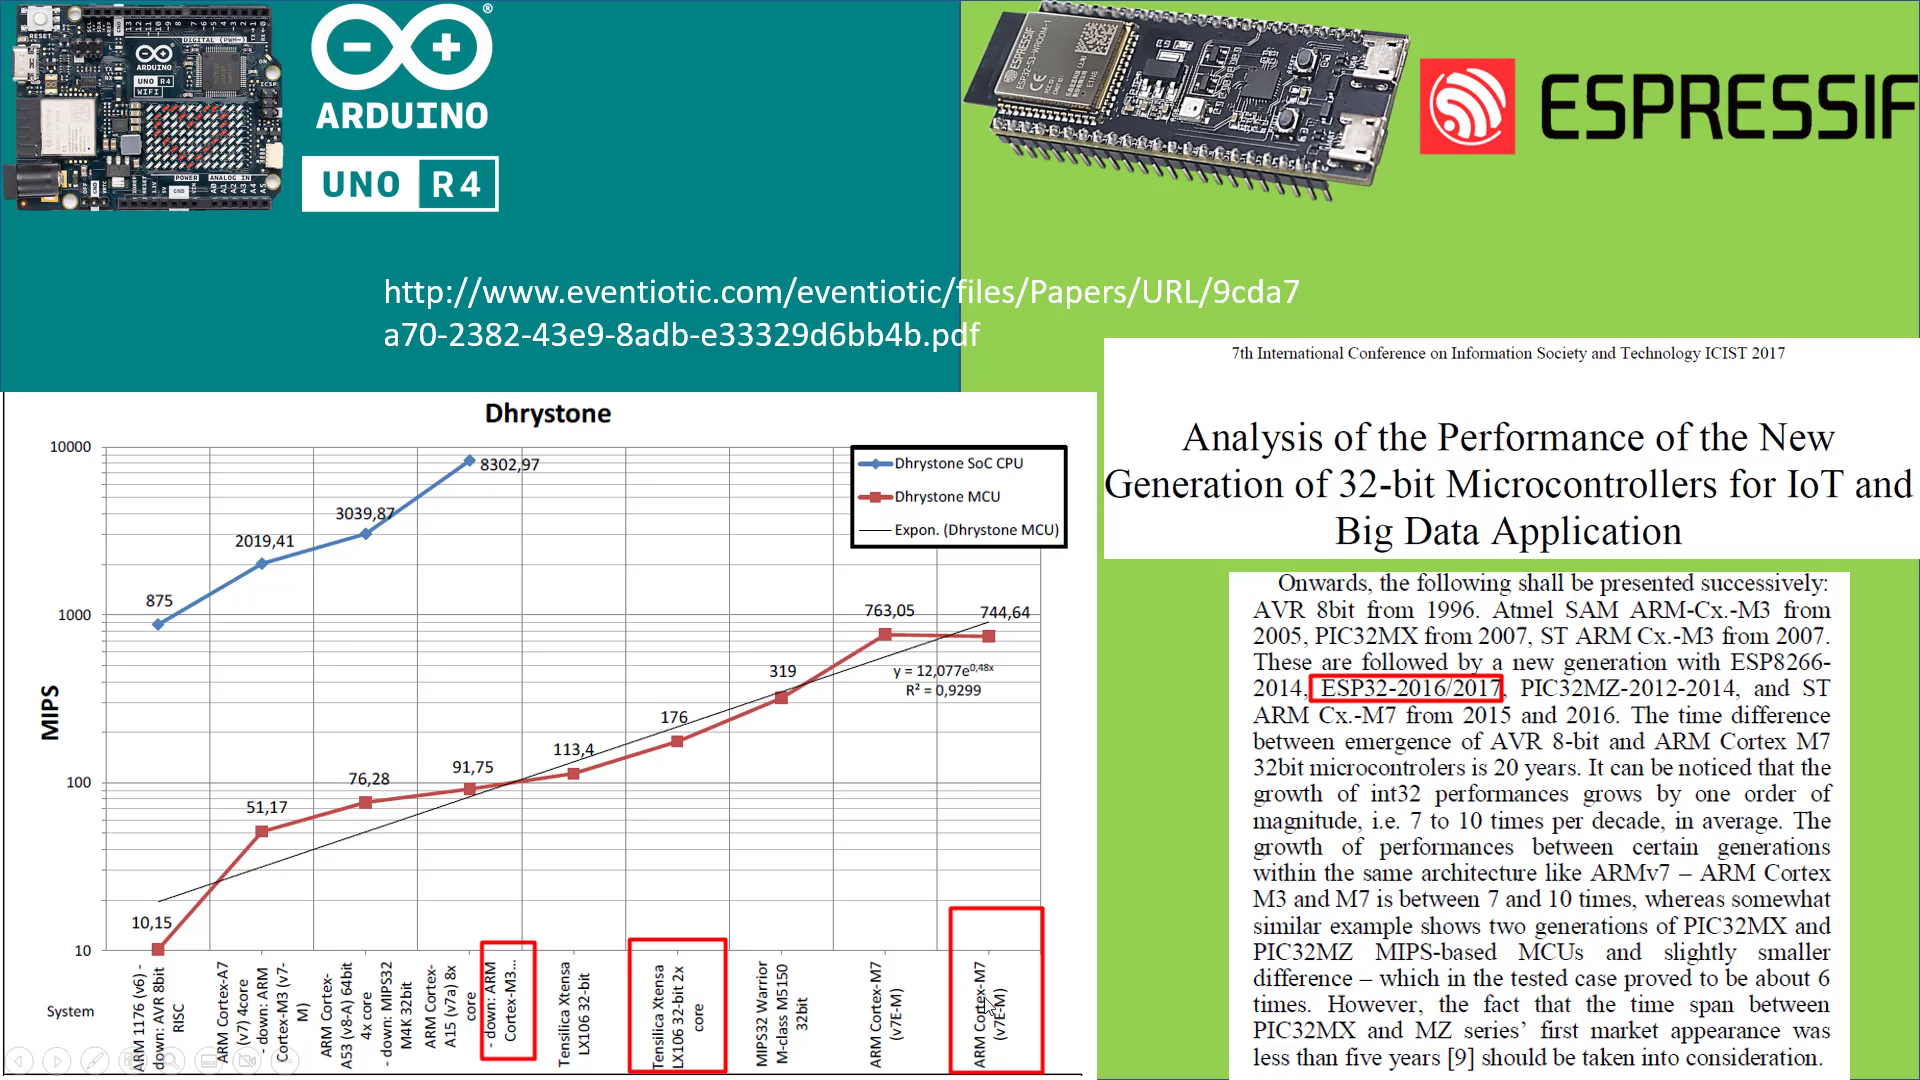 ARDUINO
UNO R4
UNO R4
WIFI
DIGITAL (PWM~)
RESET
POWER
ANALOG IN
ICSP
ESPRESSIF
ESP32-S3-WROOM-1
ESPRESSIF
http://www.eventiotic.com/eventiotic/files/Papers/URL/9cda7
a70-2382-43e9-8adb-e33329d6bb4b.pdf
7th International Conference on Information Society and Technology ICIST 2017
Analysis of the Performance of the New
Generation of 32-bit Microcontrollers for IoT and
Big Data Application
Onwards, the following shall be presented successively:
AVR 8bit from 1996. Atmel SAM ARM-Cx.-M3 from
2005, PIC32MX from 2007, ST ARM Cx.-M3 from 2007.
These are followed by a new generation with ESP8266-
2014, ESP32-2016/2017, PIC32MZ-2012-2014, and ST
ARM Cx.-M7 from 2015 and 2016. The time difference
between emergence of AVR 8-bit and ARM Cortex M7
32bit microcontrolers is 20 years. It can be noticed that the
growth of int32 performances grows by one order of
magnitude, i.e. 7 to 10 times per decade, in average. The
growth of performances between certain generations
within the same architecture like ARMv7 – ARM Cortex
M3 and M7 is between 7 and 10 times, whereas somewhat
similar example shows two generations of PIC32MX and
PIC32MZ MIPS-based MCUs and slightly smaller
difference – which in the tested case proved to be about 6
times. However, the fact that the time span between
PIC32MX and MZ series’ first market appearance was
less than five years [9] should be taken into consideration.
Dhrystone
Dhrystone SoC CPU
Dhrystone MCU
Expon. (Dhrystone MCU)
MIPS
10000
1000
100
10
8302,97
3039,87
2019,41
875
763,05
744,64
y = 12,077e^0,48x
R² = 0,9299
319
176
113,4
91,75
76,28
51,17
10,15
System
ARM 1176 (v6) -
down: AVR 8bit
RISC
ARM Cortex-A7
(v7) 4core
- down: ARM
Cortex-M3 (v7-
M)
ARM Cortex-
A53 (v8-A) 64bit
4x core
- down: MIPS32
M4K 32bit
ARM Cortex-
A15 (v7a) 8x
core
- down: ARM
Cortex-M3...
Tensilica Xtensa
LX106 32-bit
Tensilica Xtensa
LX106 32-bit 2x
core
MIPS32 Warrior
M-class M5150
32bit
ARM Cortex-M7
(v7E-M)
ARM Cortex-M7
(v7E-M)